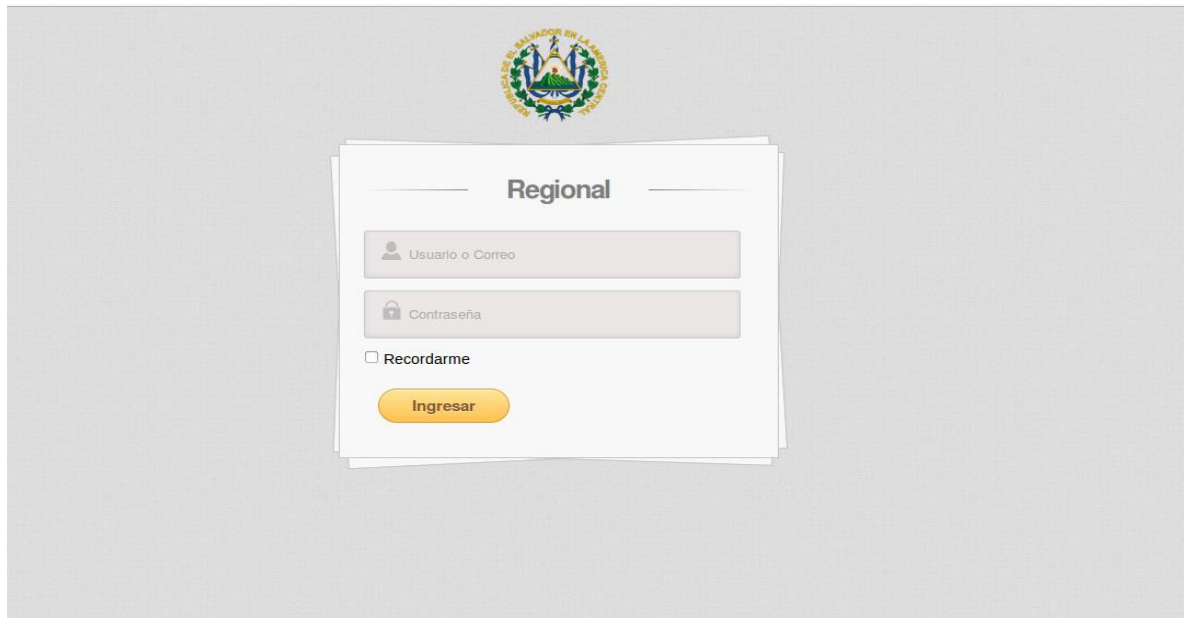 REPUBLICA DE EL SALVADOR EN LA AMERICA CENTRAL
Regional
Usuario o Correo
Contraseña
Recordarme
Ingresar